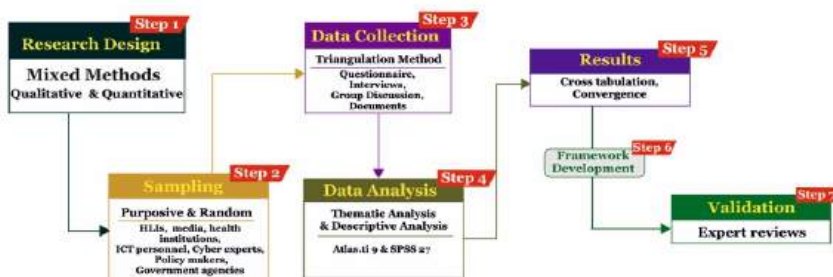 Step 1
Research Design
Mixed Methods
Qualitative & Quantitative
Step 2
Sampling
Purposive & Random
HLIs, media, health
institutions,
ICT personnel, Cyber experts,
Policy makers,
Government agencies
Step 3
Data Collection
Triangulation Method
Questionnaire,
Interviews,
Group Discussion,
Documents
Step 4
Data Analysis
Thematic Analysis
& Descriptive Analysis
Atlas.ti 9 & SPSS 27
Step 5
Results
Cross tabulation,
Convergence
Step 6
Framework
Development
Step 7
Validation
Expert reviews